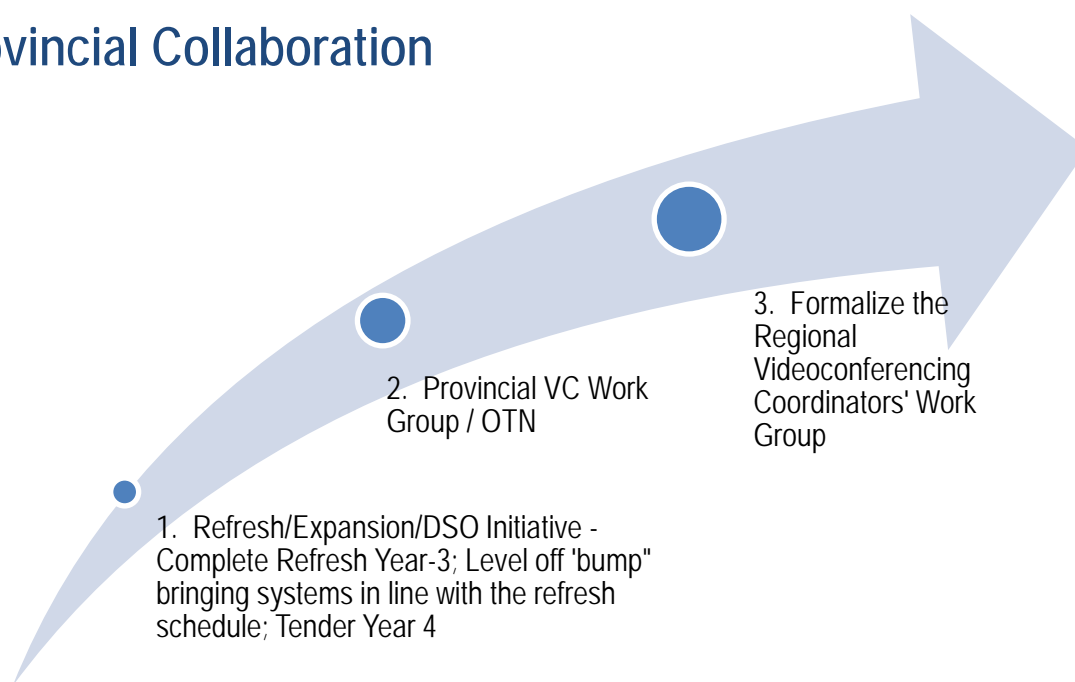 ovincial Collaboration
3. Formalize the
Regional
Videoconferencing
Coordinators' Work
Group
2. Provincial VC Work
Group / OTN
1. Refresh/Expansion/DSO Initiative -
Complete Refresh Year-3; Level off 'bump"
bringing systems in line with the refresh
schedule; Tender Year 4